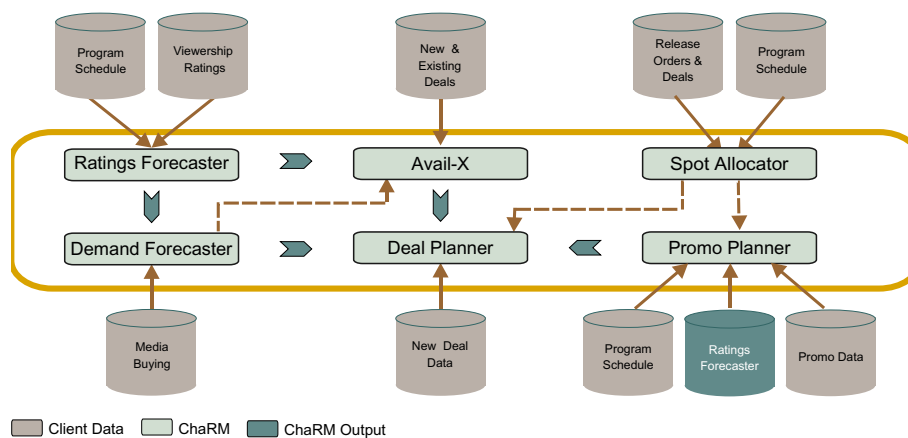 Program
Schedule
Viewership
Ratings
New &
Existing
Deals
Release
Orders &
Deals
Program
Schedule
Ratings Forecaster
Avail-X
Spot Allocator
Demand Forecaster
Deal Planner
Promo Planner
Media
Buying
New Deal
Data
Program
Schedule
Ratings
Forecaster
Promo Data
Client Data
ChaRM
ChaRM Output